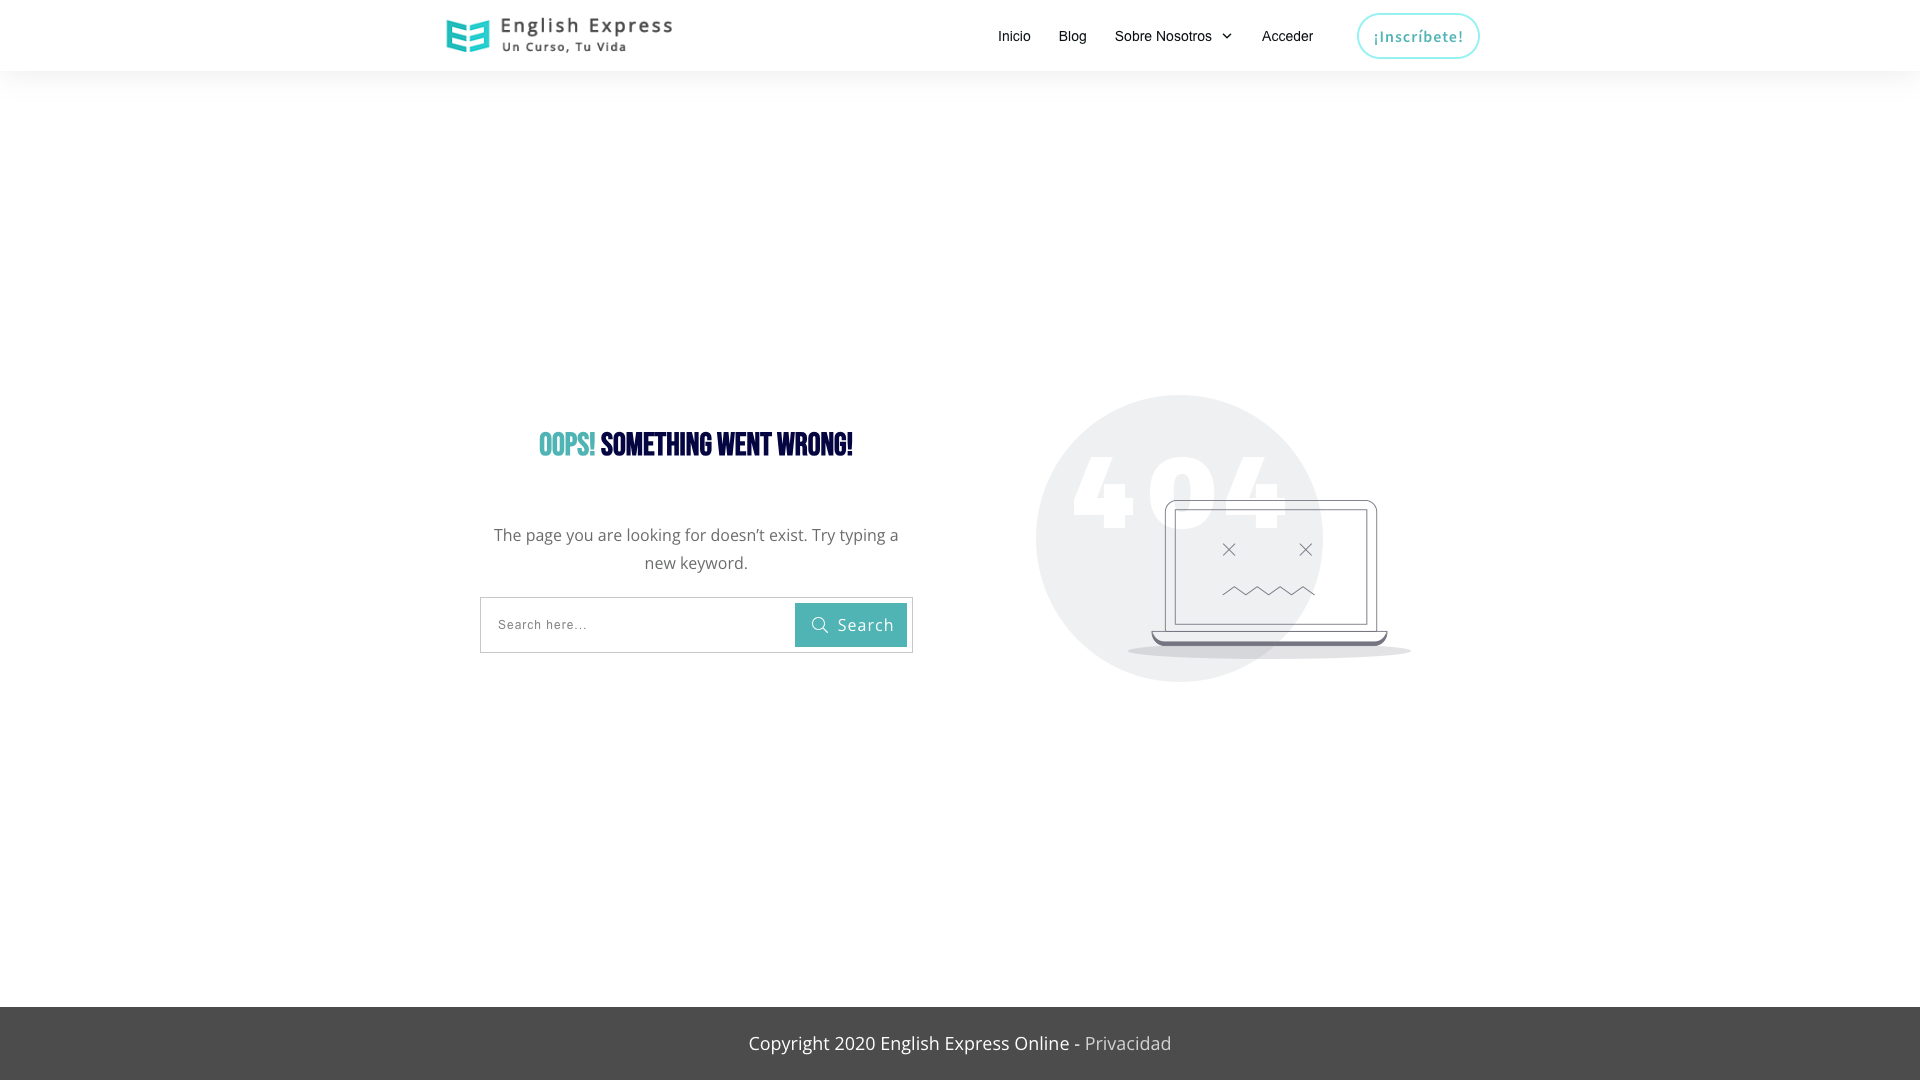 English Express
Un Curso, Tu Vida
Inicio
Blog
Sobre Nosotros
Acceder
¡Inscríbete!
OOPS! SOMETHING WENT WRONG!
The page you are looking for doesn’t exist. Try typing a
new keyword.
Search here...
Search
404
Copyright 2020 English Express Online - Privacidad